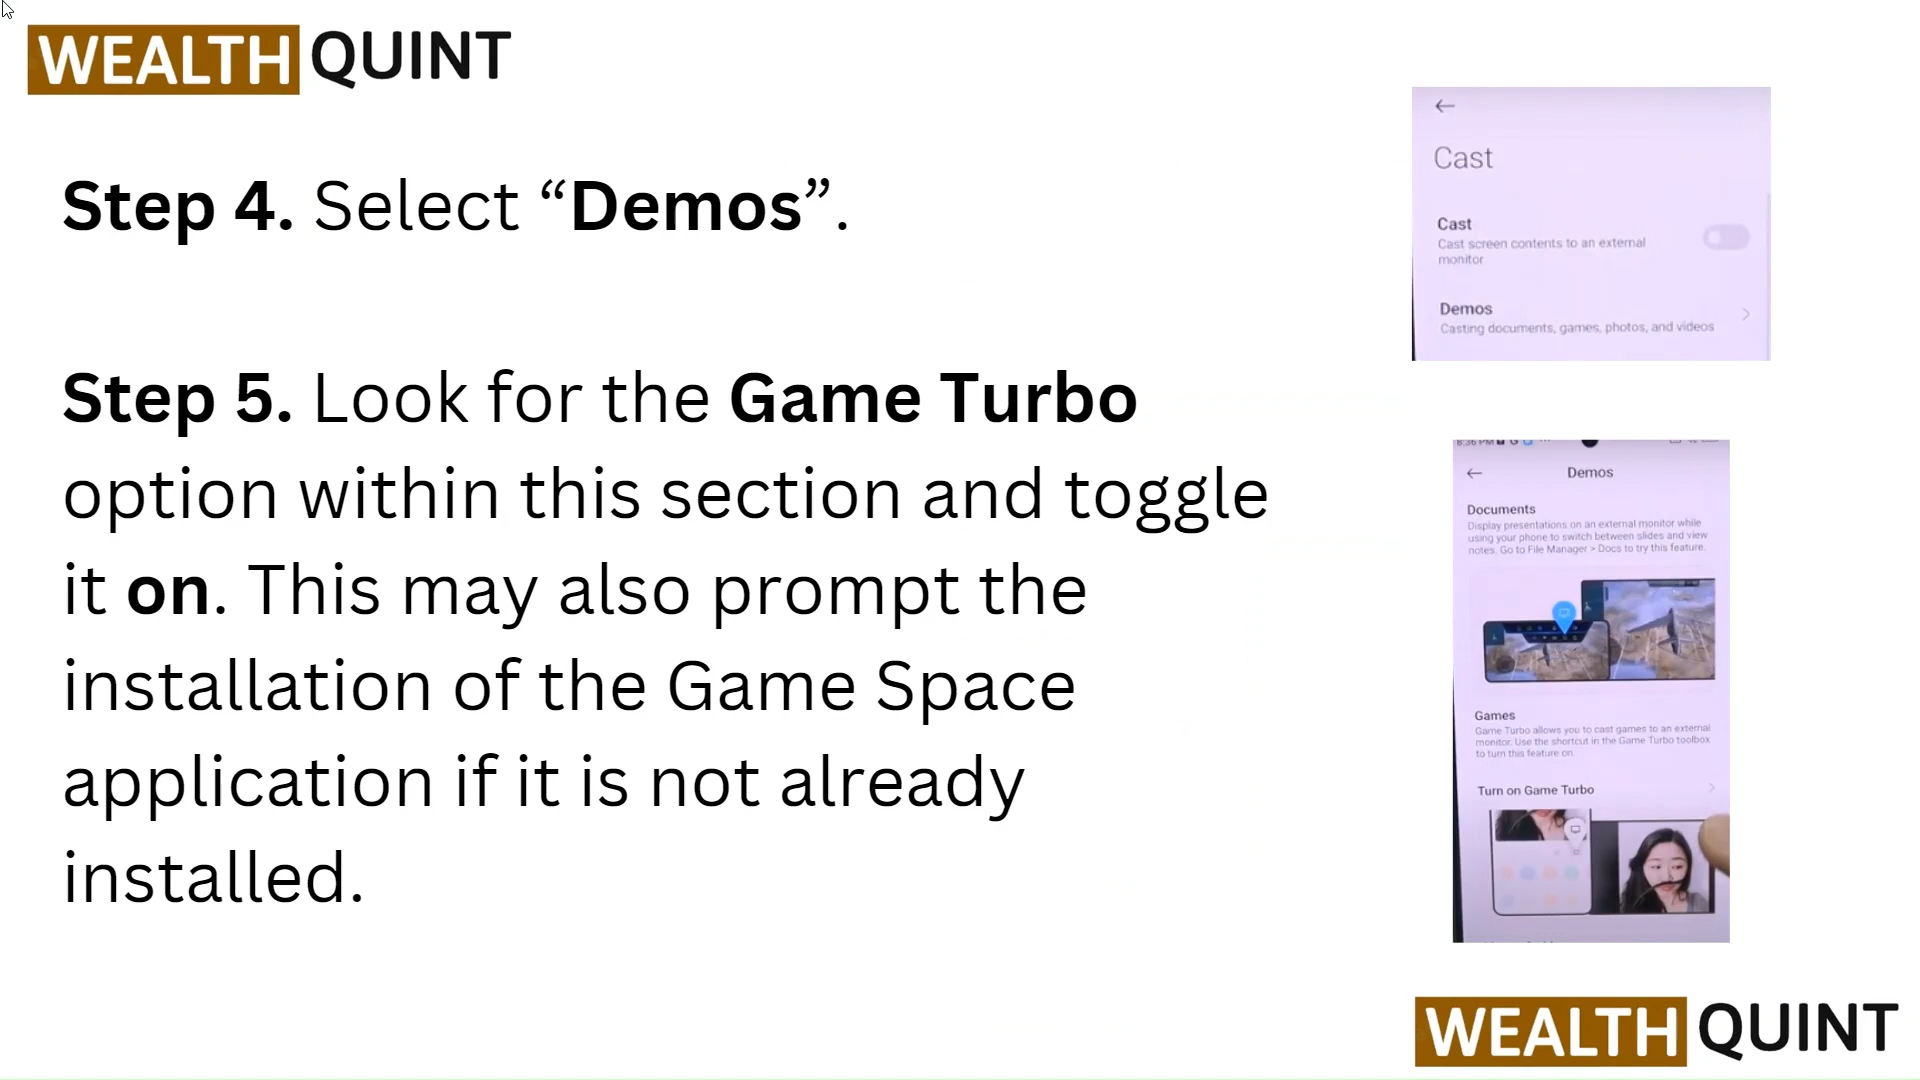 WEALTH QUINT
Step 4. Select “Demos”.
Step 5. Look for the Game Turbo
option within this section and toggle
it on. This may also prompt the
installation of the Game Space
application if it is not already
installed.
Cast
Cast
Cast screen contents to an external
monitor
Demos
Casting documents, games, photos, and videos
8:36 PM
Demos
Documents
Display presentations on an external monitor while
using your phone to switch between slides and view
notes. Go to File Manager > Docs to try this feature.
Games
Game Turbo allows you to cast games to an external
monitor. Use the shortcut in the Game Turbo toolbox
to turn this feature on.
Turn on Game Turbo
WEALTH QUINT